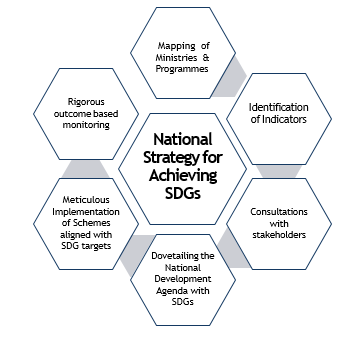 Mapping of
Ministries &
Programmes
Identification
of Indicators
Consultations
with
stakeholders
Dovetailing the
National
Development
Agenda with
SDGs
Meticulous
Implementation
of Schemes
aligned with
SDG targets
Rigorous
outcome based
monitoring
National
Strategy for
Achieving
SDGs